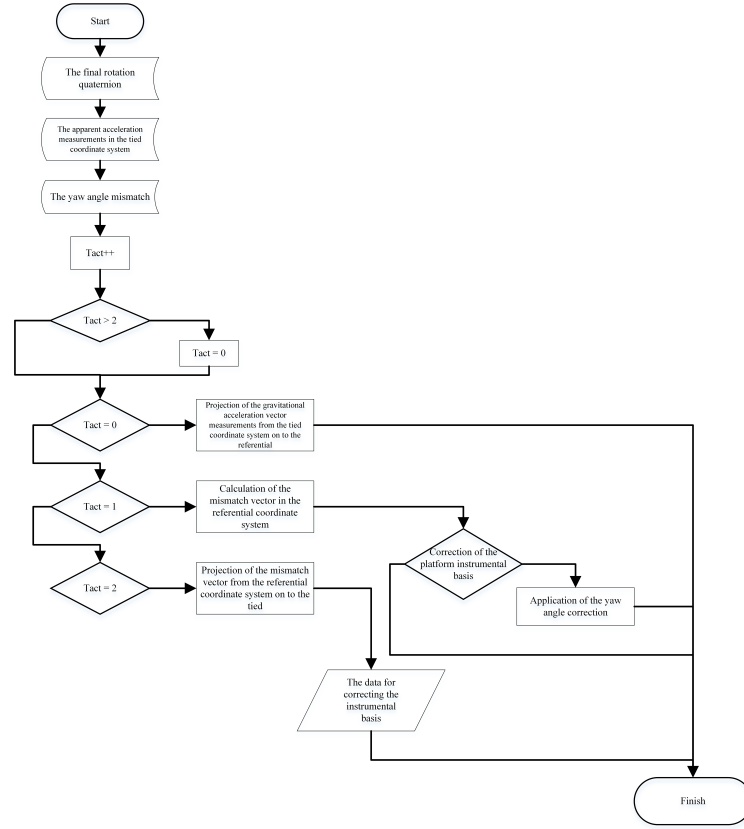 Start
The final rotation
quaternion
The apparent acceleration
measurements in the tied
coordinate system
The yaw angle mismatch
Tact++
Tact > 2
Tact = 0
Tact = 0
Projection of the gravitational
acceleration vector
measurements from the tied
coordinate system on to the
referential
Tact = 1
Calculation of the
mismatch vector in the
referential coordinate
system
Correction of the
platform instrumental
basis
Tact = 2
Projection of the mismatch
vector from the referential
coordinate system on to the
tied
Application of the yaw
angle correction
The data for
correcting the
instrumental
basis
Finish